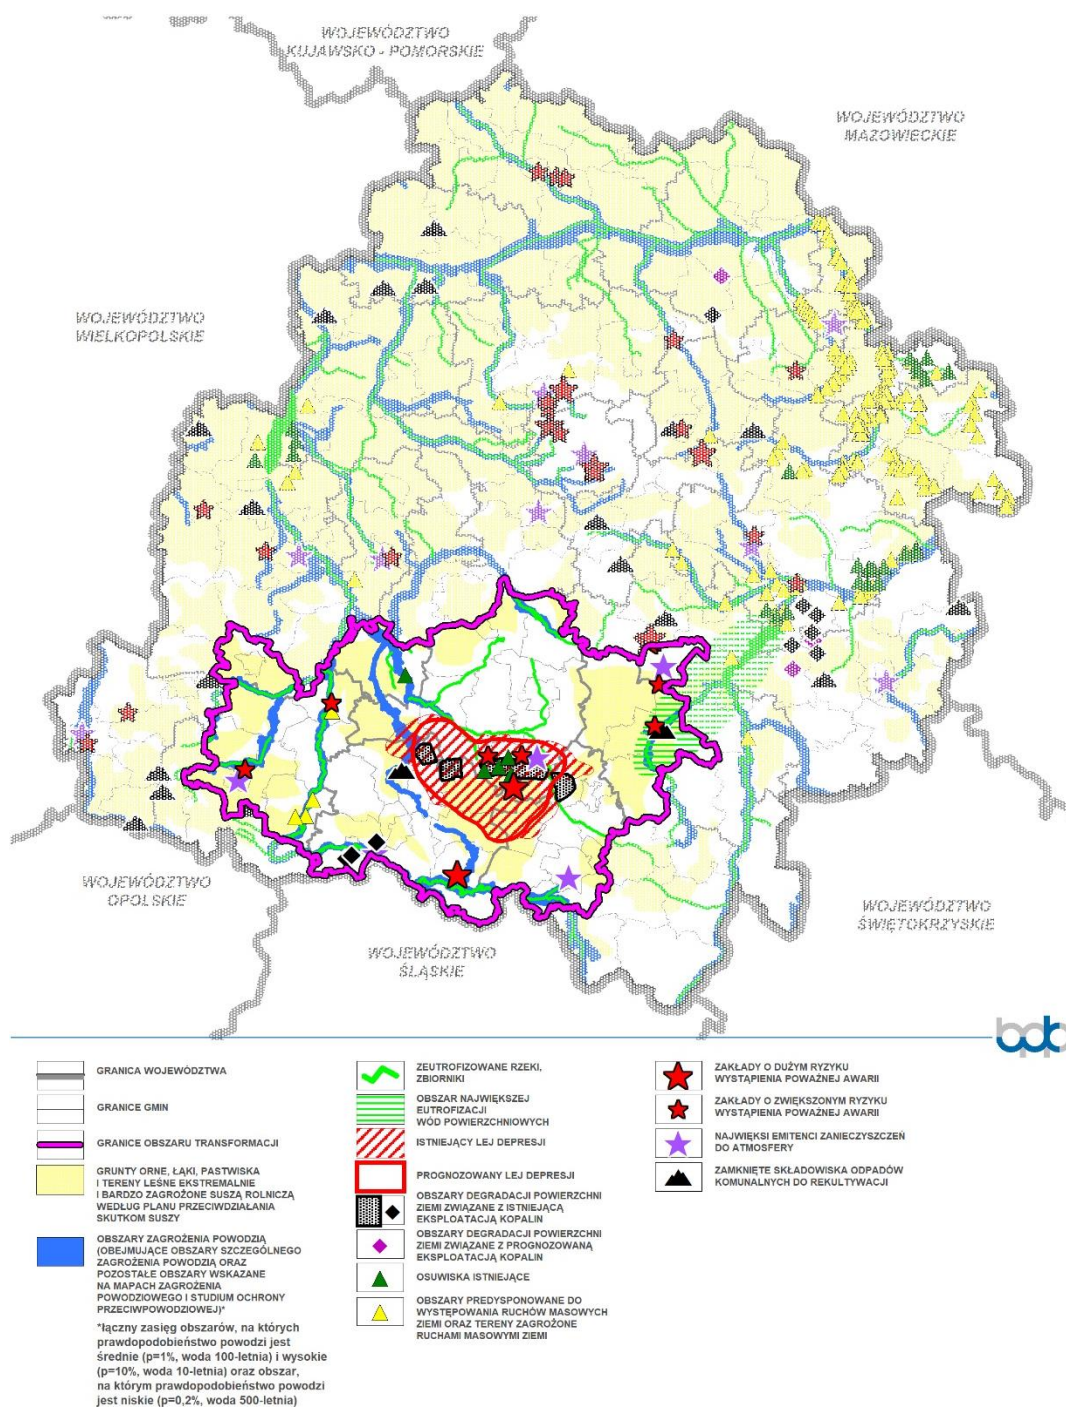 WOJEWÓDZTWO
KUJAWSKO - POMORSKIE
WOJEWÓDZTWO
MAZOWIECKIE
WOJEWÓDZTWO
WIELKOPOLSKIE
WOJEWÓDZTWO
OPOLSKIE
WOJEWÓDZTWO
ŚWIĘTOKRZYSKIE
WOJEWÓDZTWO
ŚLĄSKIE
bpp
GRANICA WOJEWÓDZTWA
GRANICE GMIN
GRANICE OBSZARU TRANSFORMACJI
GRUNTY ORNE, ŁĄKI, PASTWISKA
I TERENY LEŚNE EKSTREMALNIE
I BARDZO ZAGROŻONE SUSZĄ ROLNICZĄ
WEDŁUG PLANU PRZECIWDZIAŁANIA
SKUTKOM SUSZY
OBSZARY ZAGROŻENIA POWODZIĄ
(OBEJMUJĄCE OBSZARY SZCZEGÓLNEGO
ZAGROŻENIA POWODZIĄ ORAZ
POZOSTAŁE OBSZARY WSKAZANE
NA MAPACH ZAGROŻENIA
POWODZIOWEGO I STUDIUM OCHRONY
PRZECIWPOWODZIOWEJ)*
*łączny zasięg obszarów, na których
prawdopodobieństwo powodzi jest
średnie (p=1%, woda 100-letnia) i wysokie
(p=10%, woda 10-letnia) oraz obszar,
na którym prawdopodobieństwo powodzi
jest niskie (p=0,2%, woda 500-letnia)
ZEUTROFIZOWANE RZEKI,
ZBIORNIKI
OBSZAR NAJWIĘKSZEJ
EUTROFIZACJI
WÓD POWIERZCHNIOWYCH
ISTNIEJĄCY LEJ DEPRESJI
PROGNOZOWANY LEJ DEPRESJI
OBSZARY DEGRADACJI POWIERZCHNI
ZIEMI ZWIĄZANE Z ISTNIEJĄCĄ
EKSPLOATACJĄ KOPALIN
OBSZARY DEGRADACJI POWIERZCHNI
ZIEMI ZWIĄZANE Z PROGNOZOWANĄ
EKSPLOATACJĄ KOPALIN
OSUWISKA ISTNIEJĄCE
OBSZARY PREDYSPONOWANE DO
WYSTĘPOWANIA RUCHÓW MASOWYCH
ZIEMI ORAZ TERENY ZAGROŻONE
RUCHAMI MASOWYMI ZIEMI
ZAKŁADY O DUŻYM RYZYKU
WYSTĄPIENIA POWAŻNEJ AWARII
ZAKŁADY O ZWIĘKSZONYM RYZYKU
WYSTĄPIENIA POWAŻNEJ AWARII
NAJWIĘKSI EMITENCI ZANIECZYSZCZEŃ
DO ATMOSFERY
ZAMKNIĘTE SKŁADOWISKA ODPADÓW
KOMUNALNYCH DO REKULTYWACJI